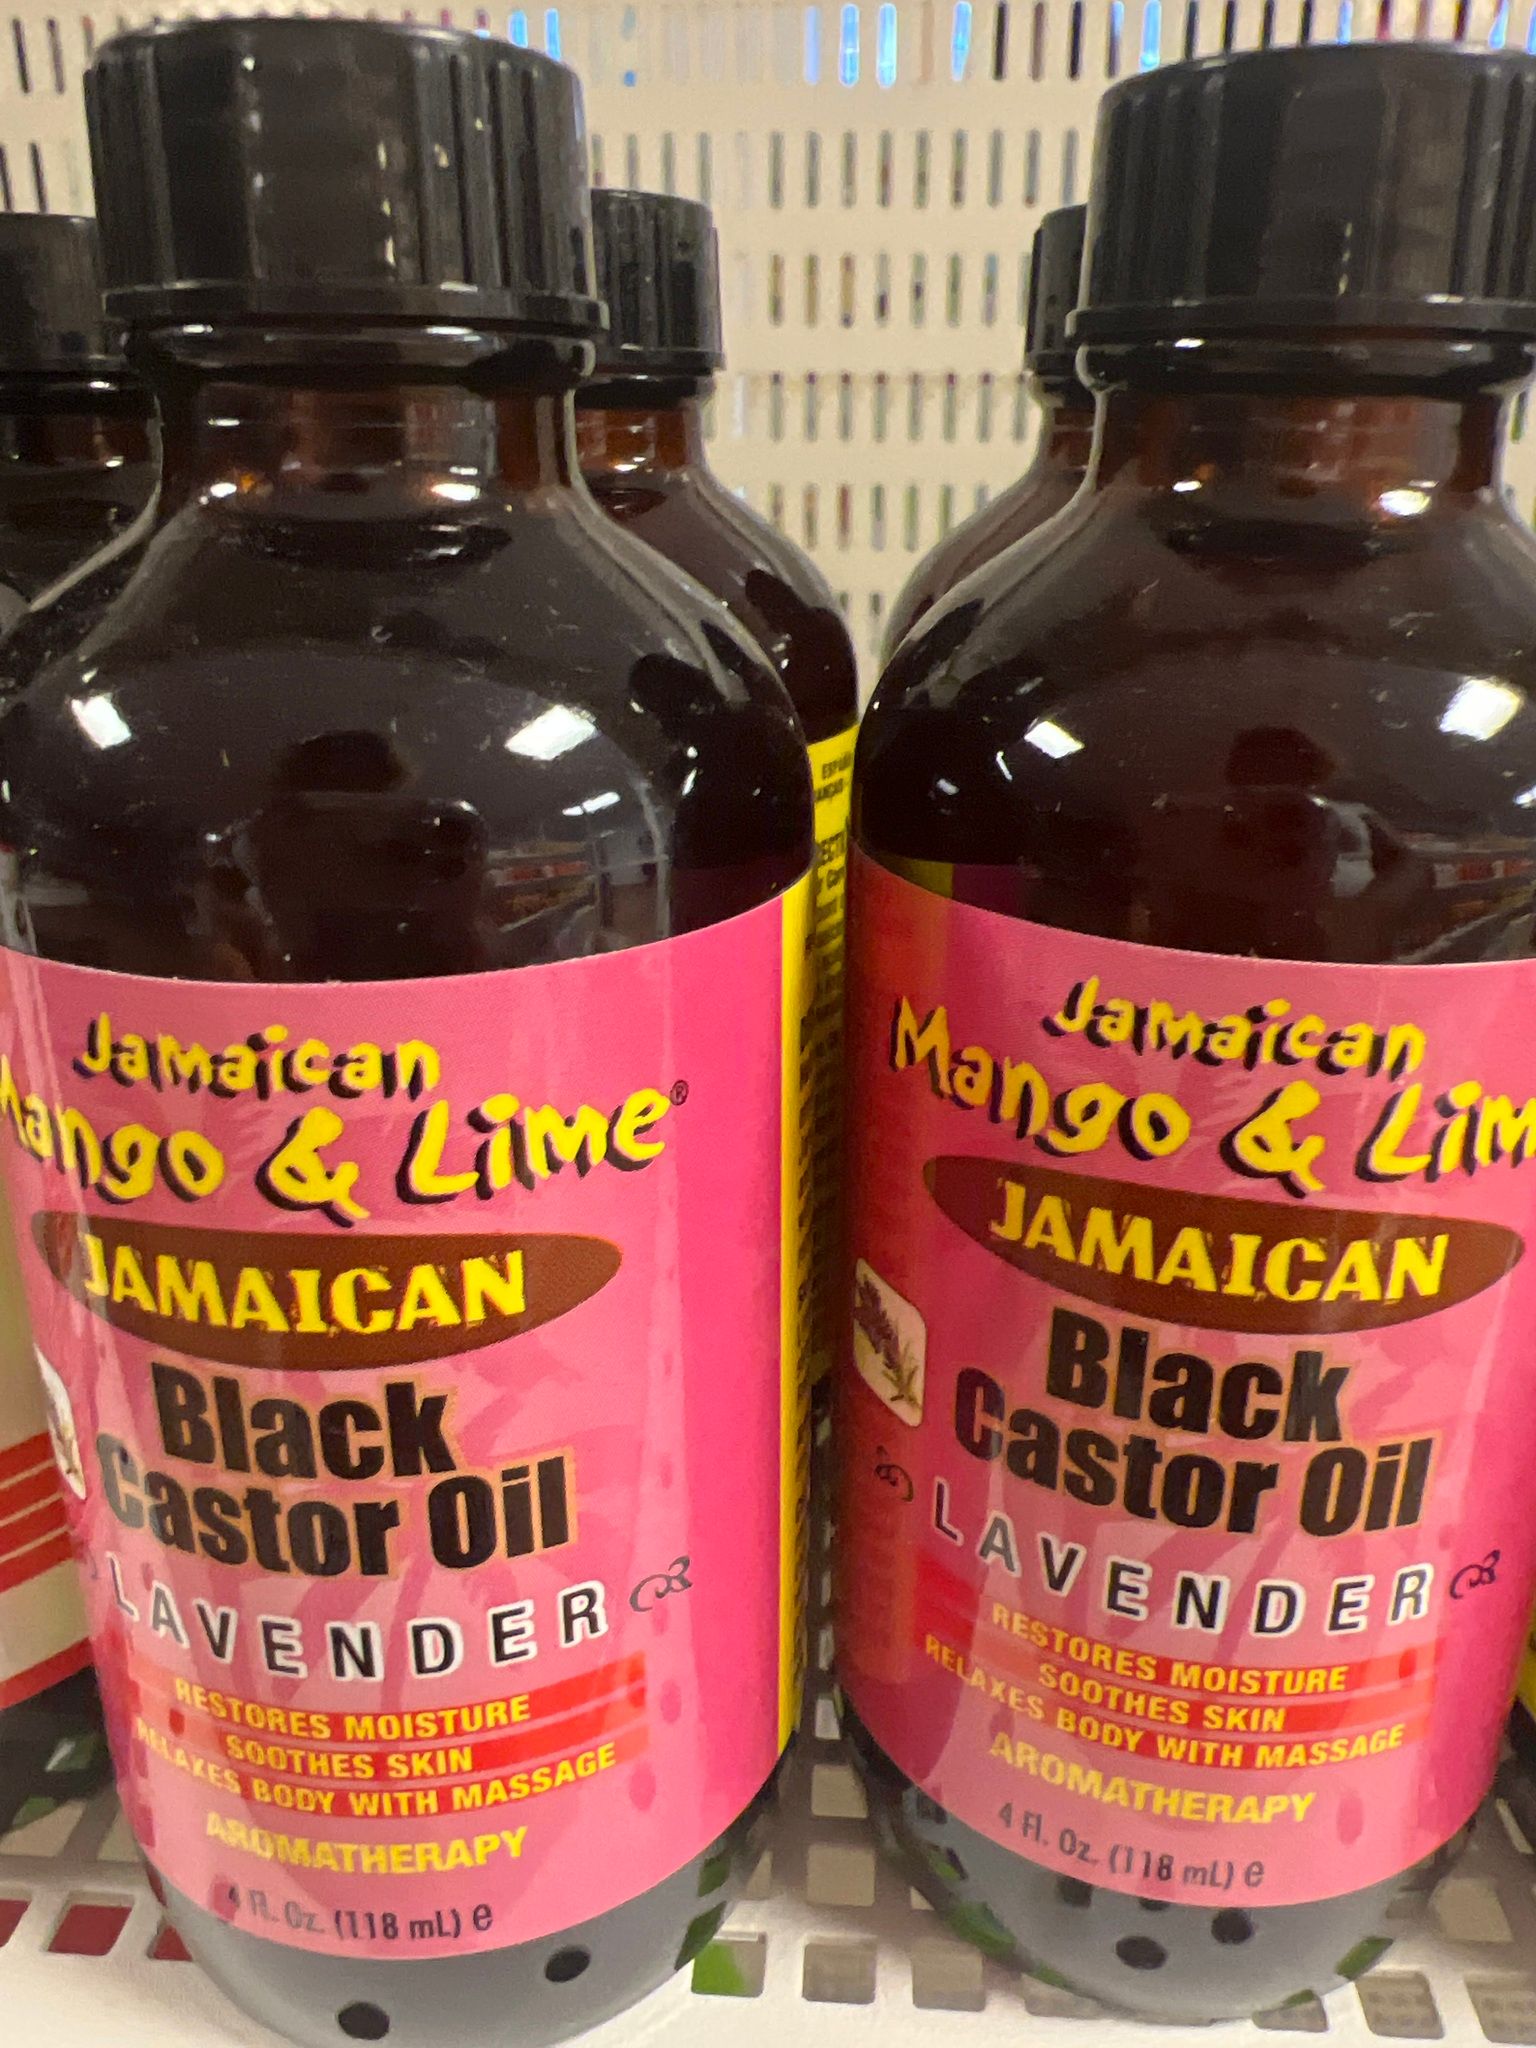 Jamaican
Mango & Lime®
JAMAICAN
Black
Castor Oil
LAVENDER
RESTORES MOISTURE
SOOTHES SKIN
RELAXES BODY WITH MASSAGE
AROMATHERAPY
4 Fl. Oz. (118 mL) e
Jamaican
Mango & Lim
JAMAICAN
Black
Castor Oil
LAVENDER
RESTORES MOISTURE
SOOTHES SKIN
RELAXES BODY WITH MASSAGE
AROMATHERAPY
4 Fl. Oz. (118 mL) e